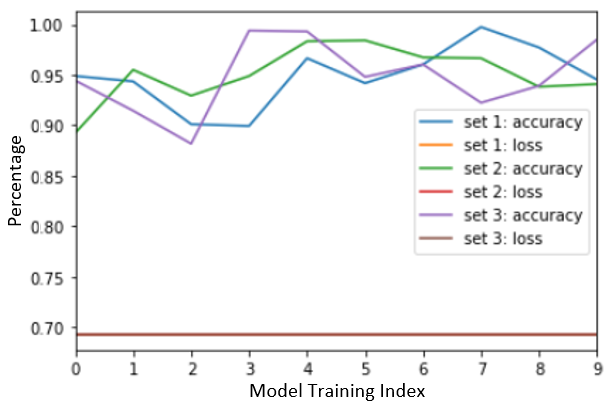 1.00
0.95
0.90
0.85
0.80
0.75
0.70
Percentage
set 1: accuracy
set 1: loss
set 2: accuracy
set 2: loss
set 3: accuracy
set 3: loss
0 1 2 3 4 5 6 7 8 9
Model Training Index